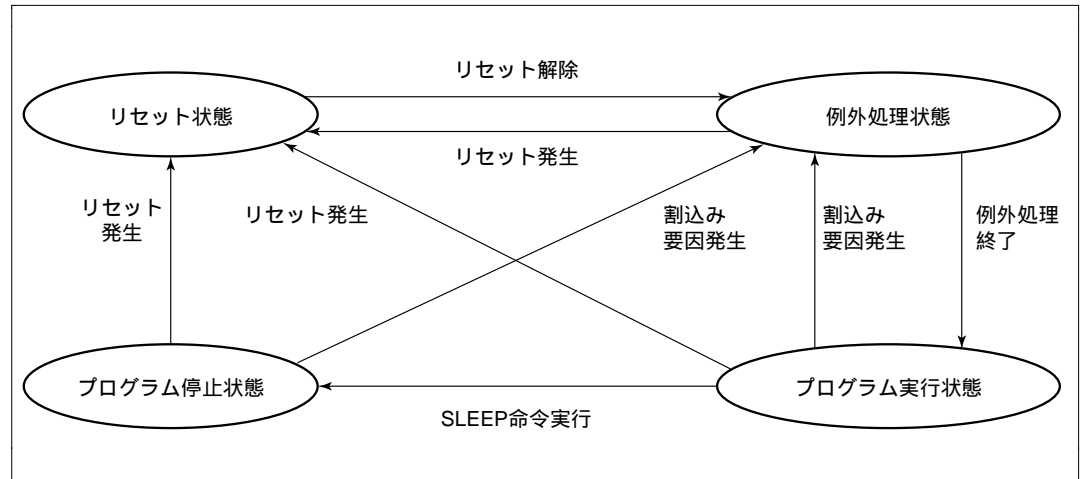 リセット解除
リセット状態
例外処理状態
リセット発生
リセット
発生
リセット発生
割込み
要因発生
割込み
要因発生
例外処理
終了
プログラム停止状態
プログラム実行状態
SLEEP命令実行